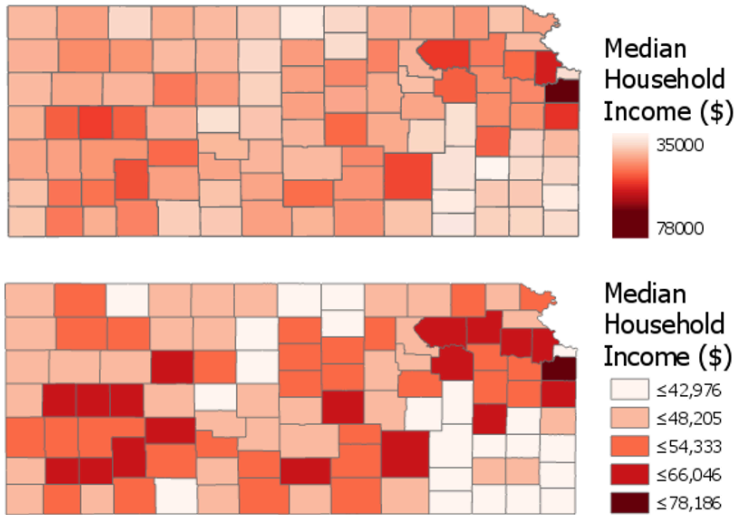 Median
Household
Income ($)
35000
78000
Median
Household
Income ($)
≤42,976
≤48,205
≤54,333
≤66,046
≤78,186